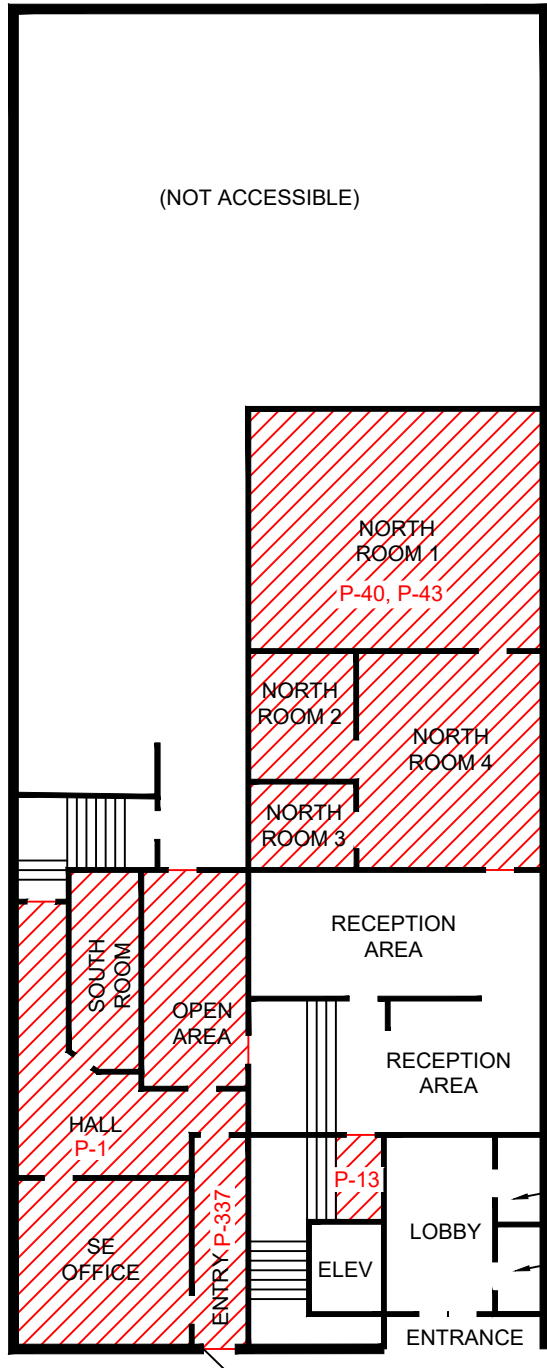 (NOT ACCESSIBLE)
NORTH
ROOM 1
P-40, P-43
NORTH
ROOM 2
NORTH
ROOM 4
NORTH
ROOM 3
RECEPTION
AREA
SOUTH
ROOM
OPEN
AREA
RECEPTION
AREA
HALL
P-1
P-13
ENTRY P-337
LOBBY
SE
OFFICE
ELEV
ENTRANCE